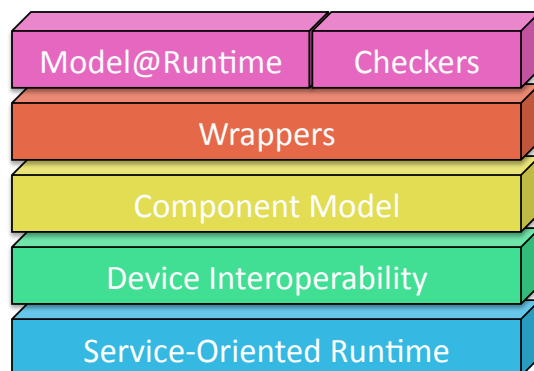 Model@Runtime
Checkers
Wrappers
Component Model
Device Interoperability
Service-Oriented Runtime